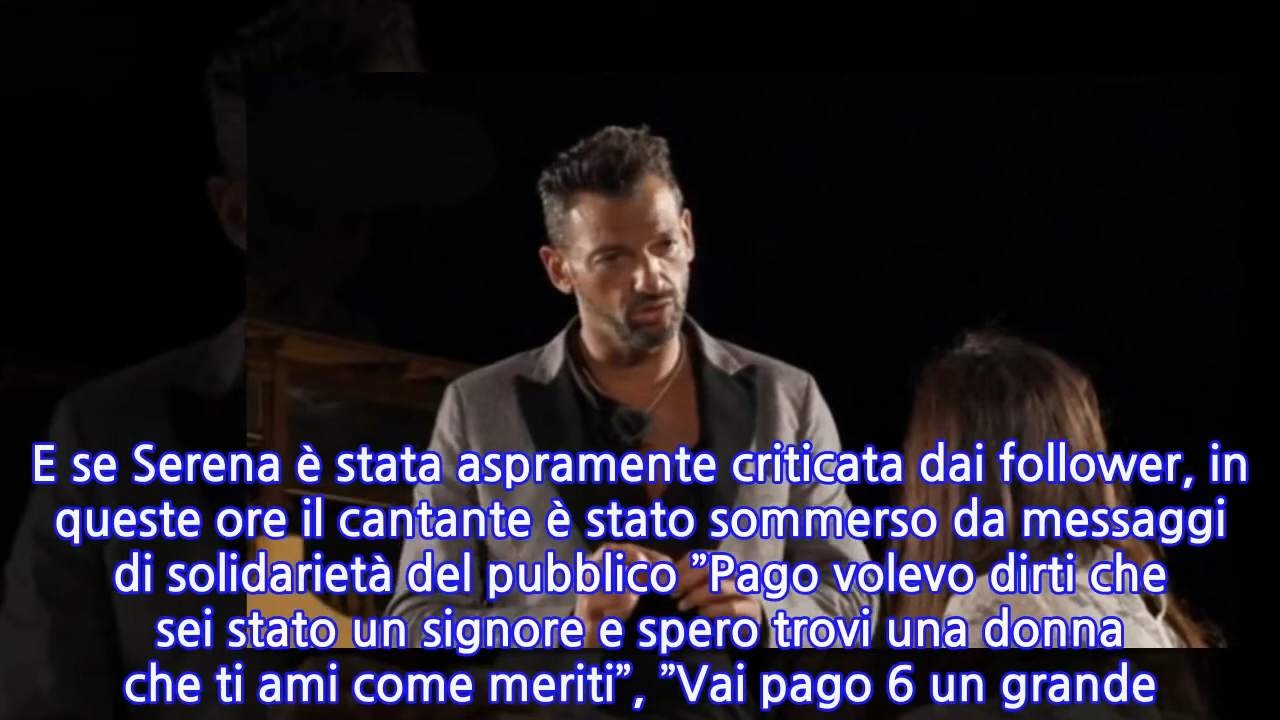 E se Serena è stata aspramente criticata dai follower, in
queste ore il cantante è stato sommerso da messaggi
di solidarietà del pubblico ”Pago volevo dirti che
sei stato un signore e spero trovi una donna
che ti ami come meriti”, ”Vai pago 6 un grande